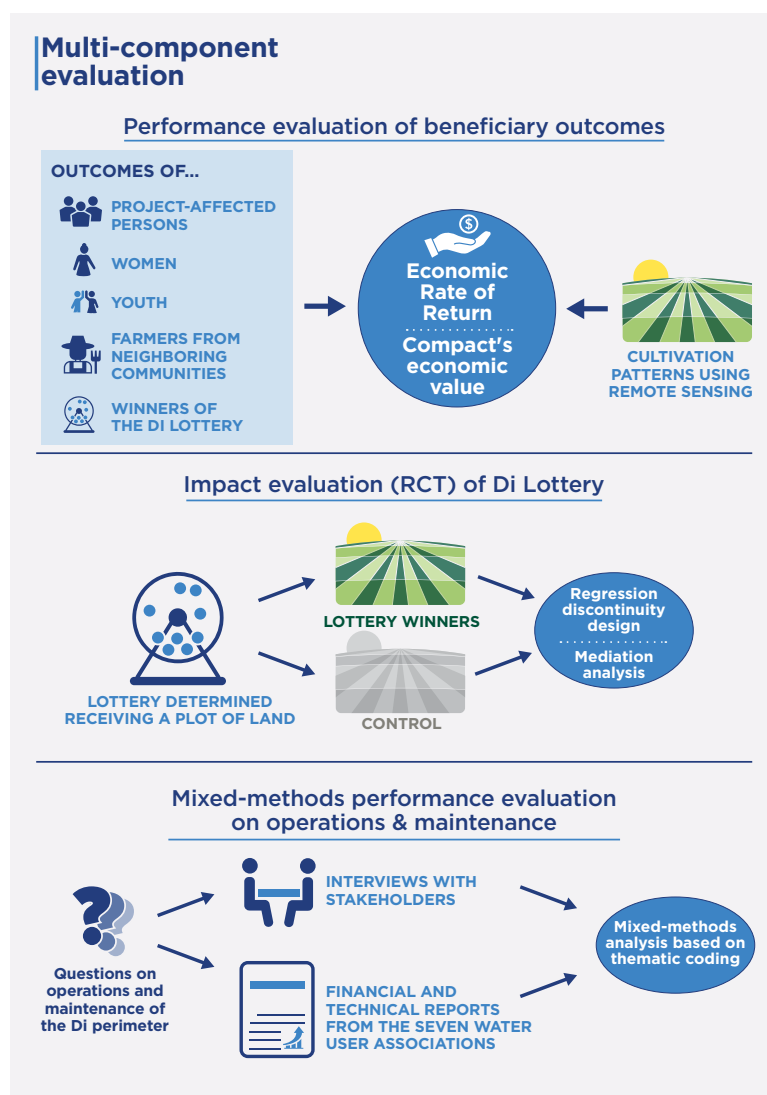 Multi-component
evaluation
Performance evaluation of beneficiary outcomes
OUTCOMES OF...
PROJECT-AFFECTED
PERSONS
WOMEN
YOUTH
FARMERS FROM
NEIGHBORING
COMMUNITIES
WINNERS OF
THE DI LOTTERY
$
Economic
Rate of
Return
Compact's
economic
value
CULTIVATION
PATTERNS USING
REMOTE SENSING
Impact evaluation (RCT) of Di Lottery
LOTTERY DETERMINED
RECEIVING A PLOT OF LAND
LOTTERY WINNERS
CONTROL
Regression
discontinuity
design
Mediation
analysis
Mixed-methods performance evaluation
on operations & maintenance
???
Questions on
operations and
maintenance of
the Di perimeter
INTERVIEWS WITH
STAKEHOLDERS
FINANCIAL AND
TECHNICAL REPORTS
FROM THE SEVEN WATER
USER ASSOCIATIONS
Mixed-methods
analysis based on
thematic coding